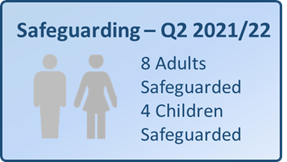 Safeguarding – Q2 2021/22
8 Adults
Safeguarded
4 Children
Safeguarded